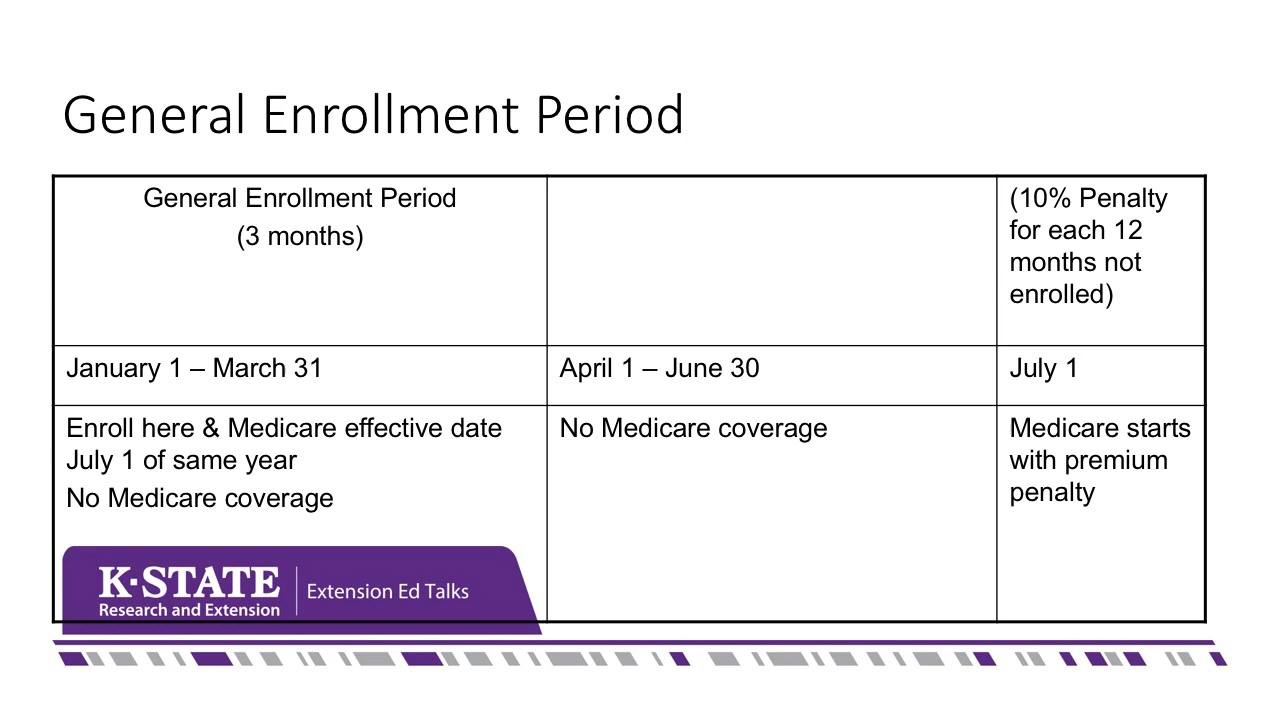 General Enrollment Period
General Enrollment Period
(3 months)
(10% Penalty
for each 12
months not
enrolled)
January 1 – March 31
April 1 – June 30
July 1
Enroll here & Medicare effective date
July 1 of same year
No Medicare coverage
No Medicare coverage
Medicare starts
with premium
penalty
K·STATE
Research and Extension
Extension Ed Talks